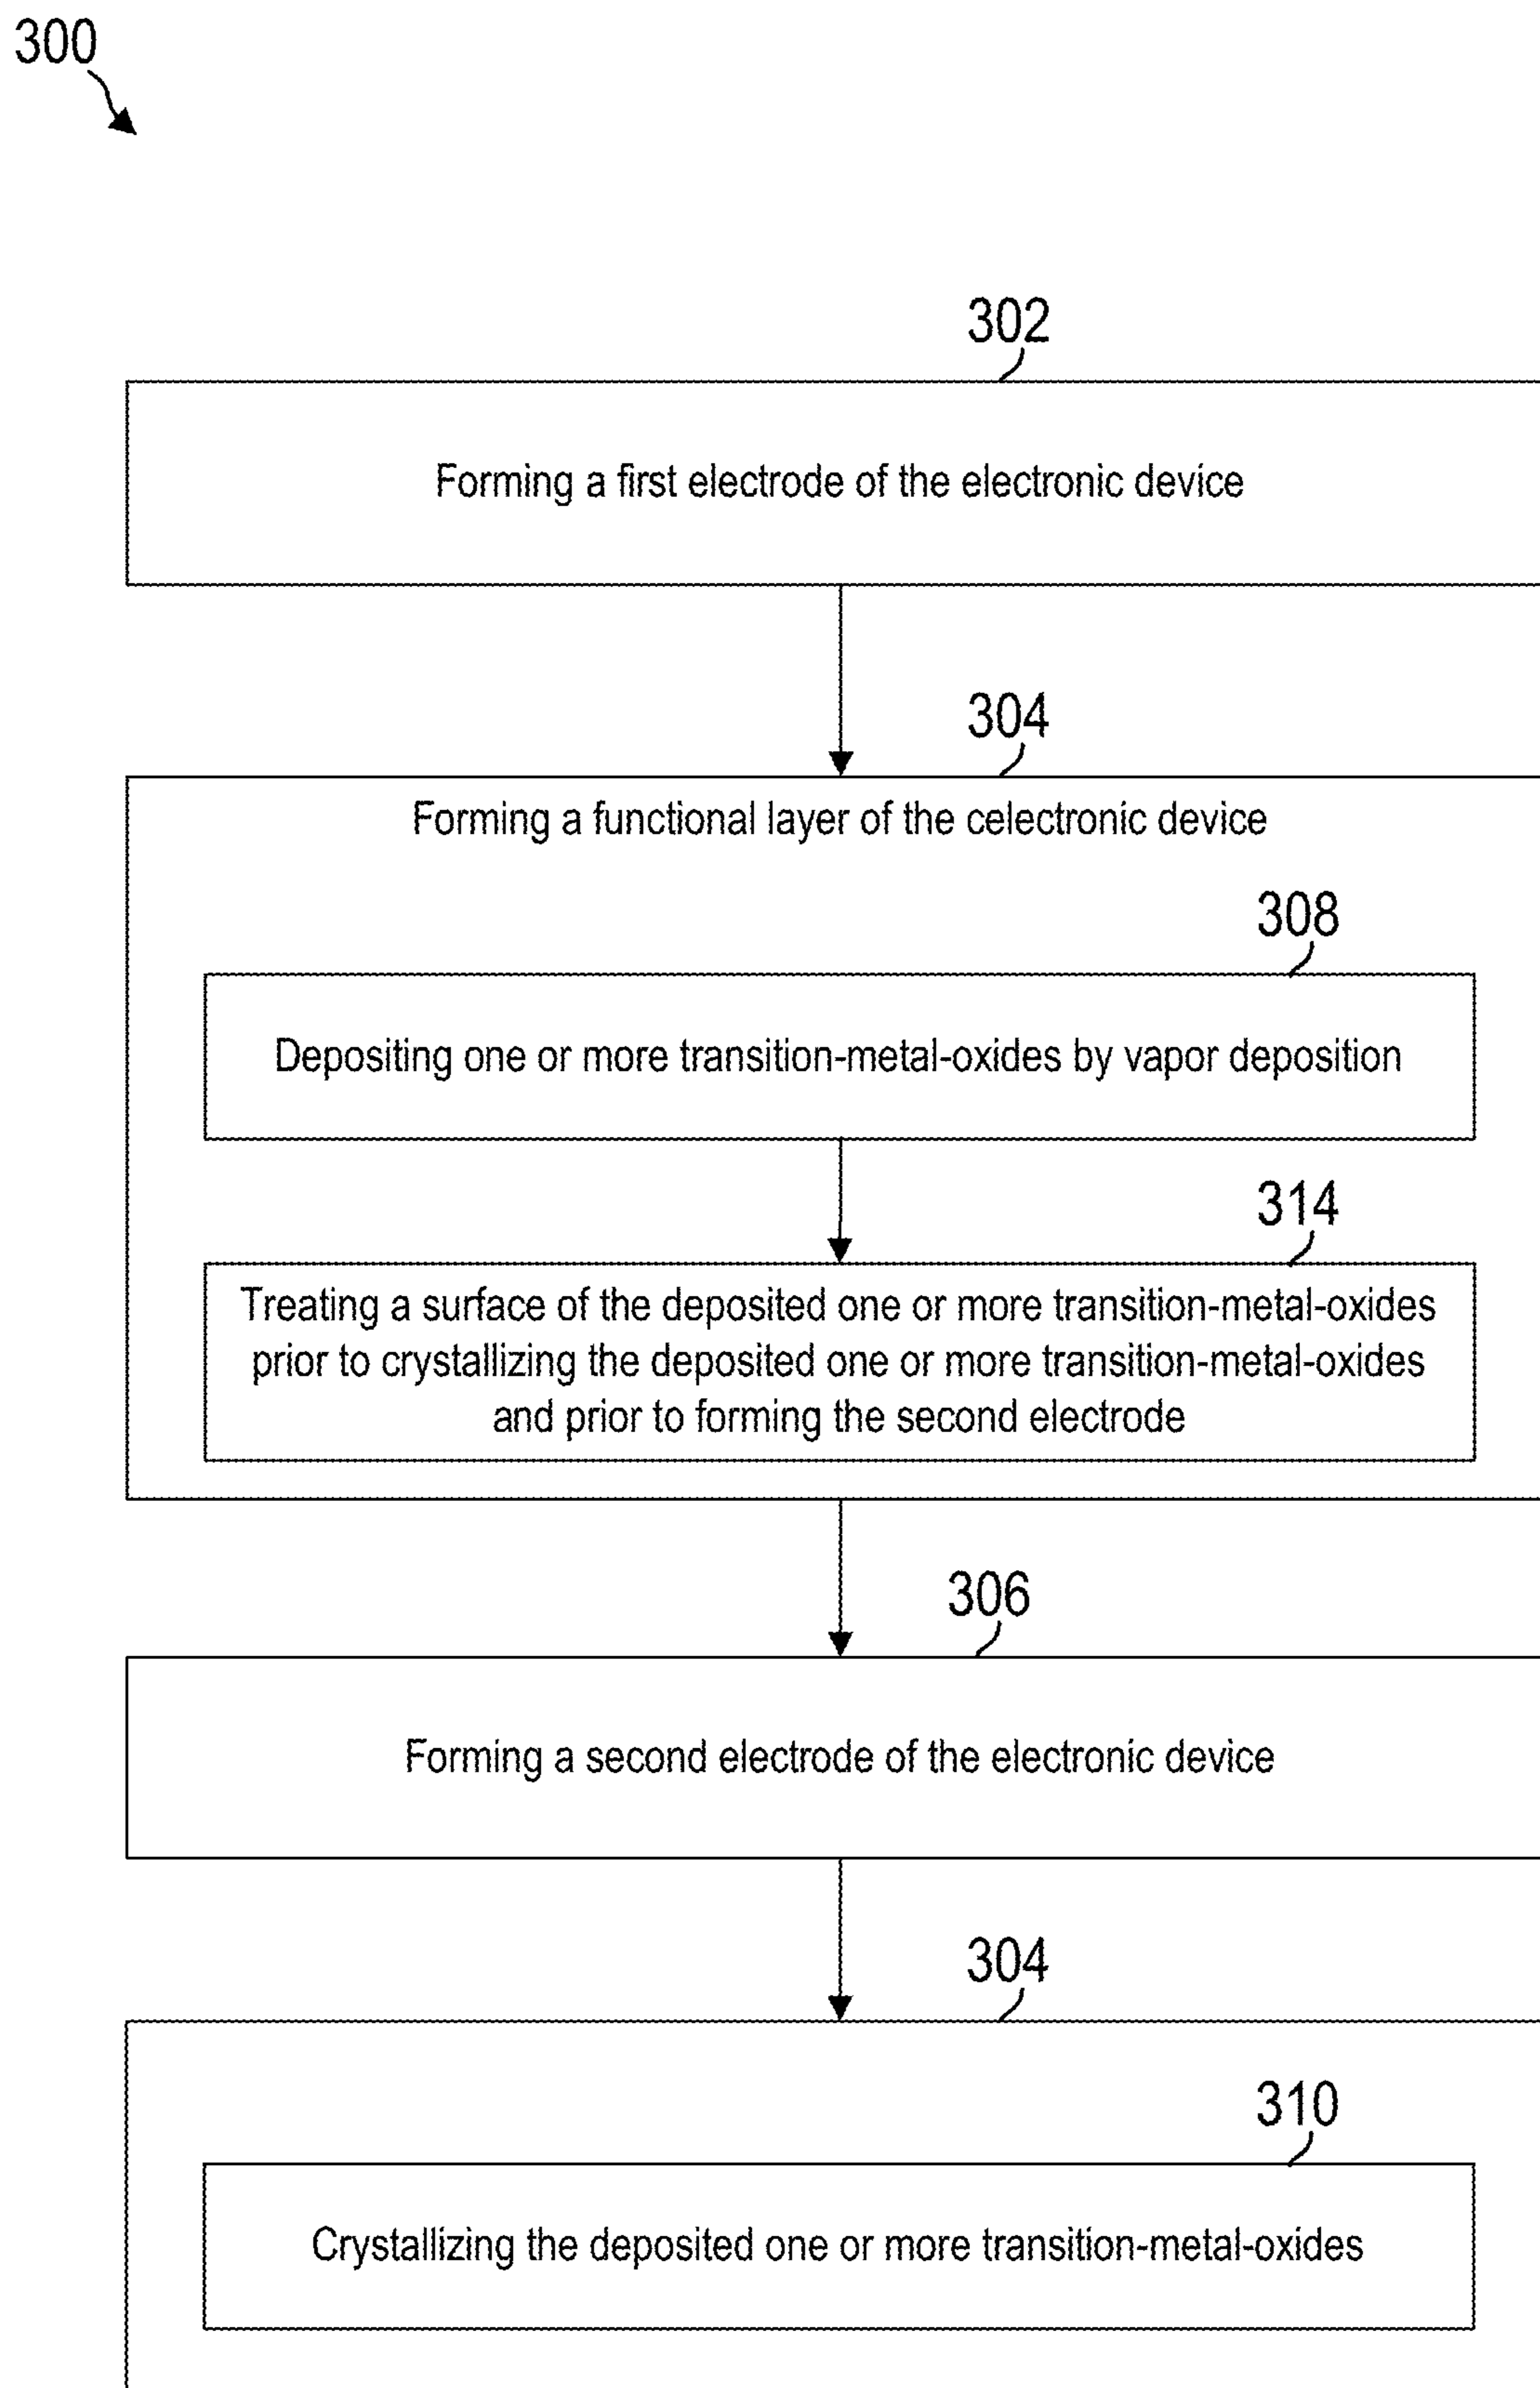 300
302
Forming a first electrode of the electronic device
304
Forming a functional layer of the celectronic device
308
Depositing one or more transition-metal-oxides by vapor deposition
314
Treating a surface of the deposited one or more transition-metal-oxides
prior to crystallizing the deposited one or more transition-metal-oxides
and prior to forming the second electrode
306
Forming a second electrode of the electronic device
304
310
Crystallizing the deposited one or more transition-metal-oxides